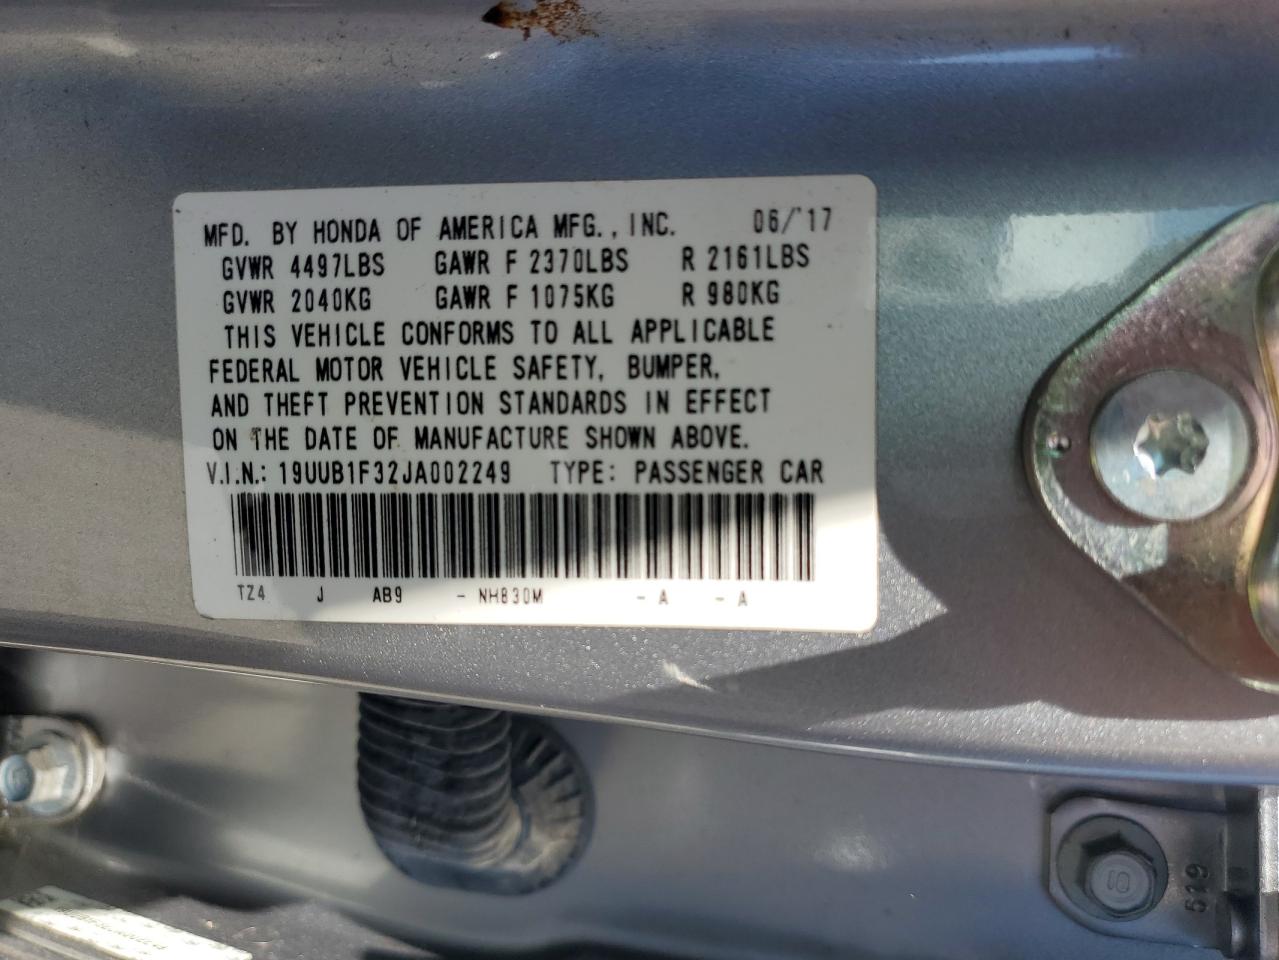 MFD. BY HONDA OF AMERICA MFG., INC. 06/'17
GVWR 4497LBS GAWR F 2370LBS R 2161LBS
GVWR 2040KG GAWR F 1075KG R 980KG
THIS VEHICLE CONFORMS TO ALL APPLICABLE
FEDERAL MOTOR VEHICLE SAFETY, BUMPER,
AND THEFT PREVENTION STANDARDS IN EFFECT
ON THE DATE OF MANUFACTURE SHOWN ABOVE.
V.I.N.: 19UUB1F32JA002249 TYPE: PASSENGER CAR
TZ4 J AB9 - NH830M - A - A
619